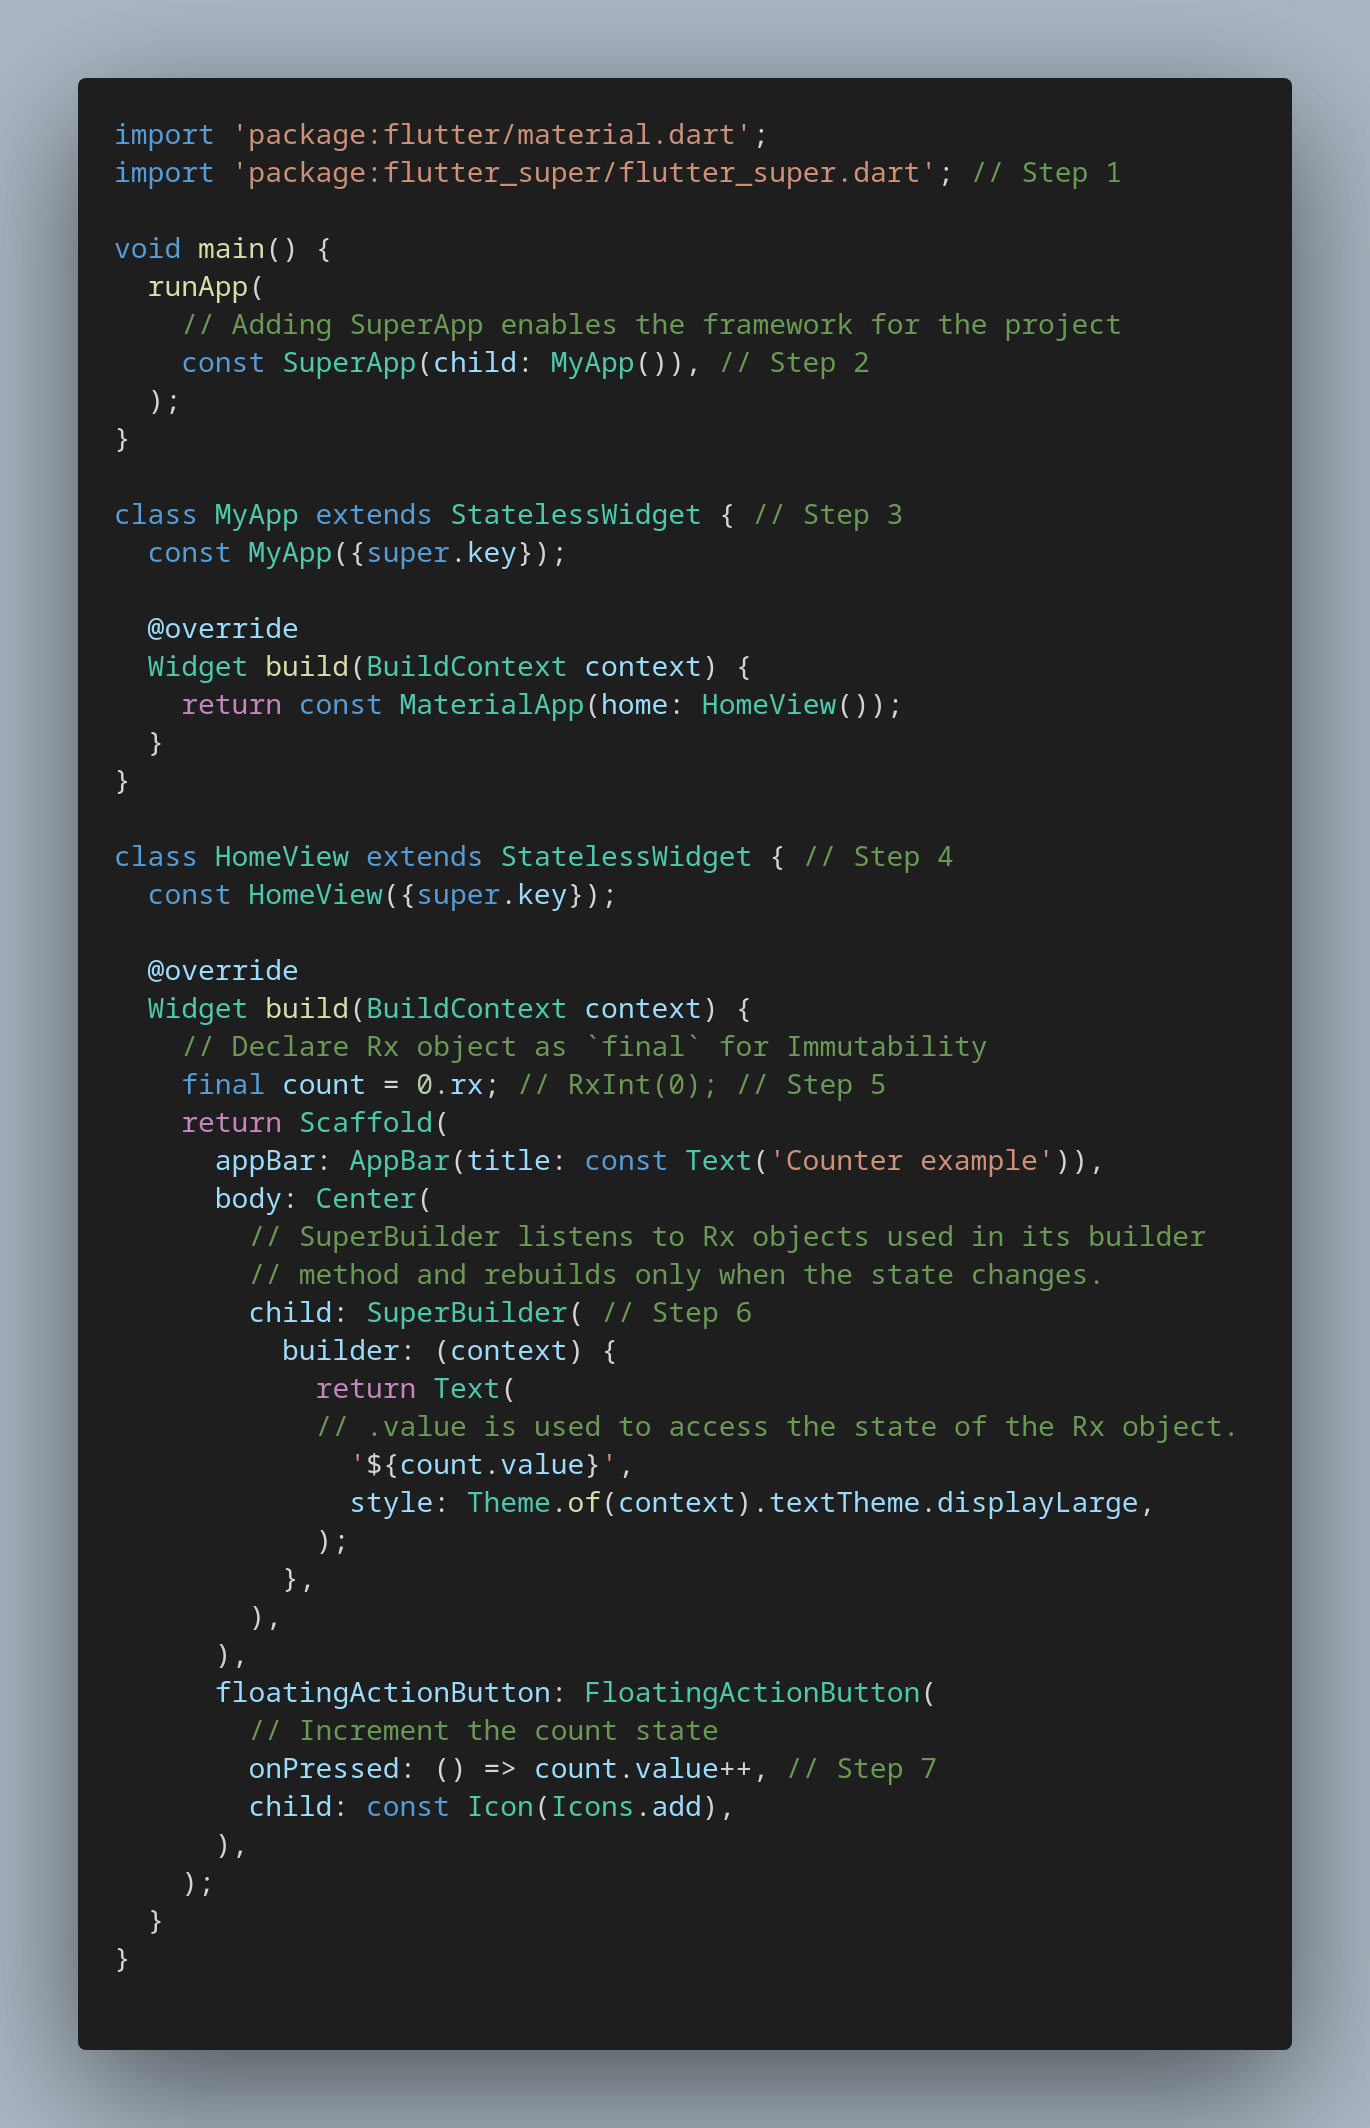 import 'package:flutter/material.dart';
import 'package:flutter_super/flutter_super.dart'; // Step 1

void main() {
  runApp(
    // Adding SuperApp enables the framework for the project
    const SuperApp(child: MyApp()), // Step 2
  );
}

class MyApp extends StatelessWidget { // Step 3
  const MyApp({super.key});

  @override
  Widget build(BuildContext context) {
    return const MaterialApp(home: HomeView());
  }
}

class HomeView extends StatelessWidget { // Step 4
  const HomeView({super.key});

  @override
  Widget build(BuildContext context) {
    // Declare Rx object as `final` for Immutability
    final count = 0.rx; // RxInt(0); // Step 5
    return Scaffold(
      appBar: AppBar(title: const Text('Counter example')),
      body: Center(
        // SuperBuilder listens to Rx objects used in its builder
        // method and rebuilds only when the state changes.
        child: SuperBuilder( // Step 6
          builder: (context) {
            return Text(
            // .value is used to access the state of the Rx object.
              '${count.value}',
              style: Theme.of(context).textTheme.displayLarge,
            );
          },
        ),
      ),
      floatingActionButton: FloatingActionButton(
        // Increment the count state
        onPressed: () => count.value++, // Step 7
        child: const Icon(Icons.add),
      ),
    );
  }
}